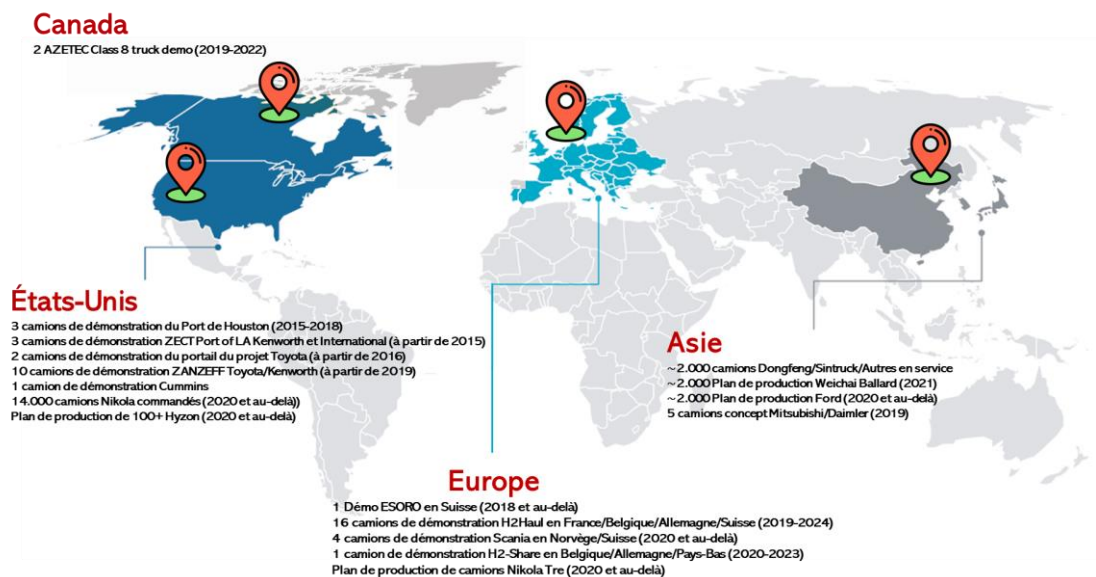 Canada
2 AZETEC Class 8 truck demo (2019-2022)
États-Unis
3 camions de démonstration du Port de Houston (2015-2018)
3 camions de démonstration ZECT Port of LA Kenworth et International (à partir de 2015)
2 camions de démonstration du portail du projet Toyota (à partir de 2016)
10 camions de démonstration ZANZEFF Toyota/Kenworth (à partir de 2019)
1 camion de démonstration Cummins
14.000 camions Nikola commandés (2020 et au-delà))
Plan de production de 100+ Hyzon (2020 et au-delà)
Asie
~2.000 camions Dongfeng/Sintruck/Autres en service
~2.000 Plan de production Weichai Ballard (2021)
~2.000 Plan de production Ford (2020 et au-delà)
5 camions concept Mitsubishi/Daimler (2019)
Europe
1 Démo ESORO en Suisse (2018 et au-delà)
16 camions de démonstration H2Haul en France/Belgique/Allemagne/Suisse (2019-2024)
4 camions de démonstration Scania en Norvège/Suisse (2020 et au-delà)
1 camion de démonstration H2-Share en Belgique/Allemagne/Pays-Bas (2020-2023)
Plan de production de camions Nikola Tre (2020 et au-delà)